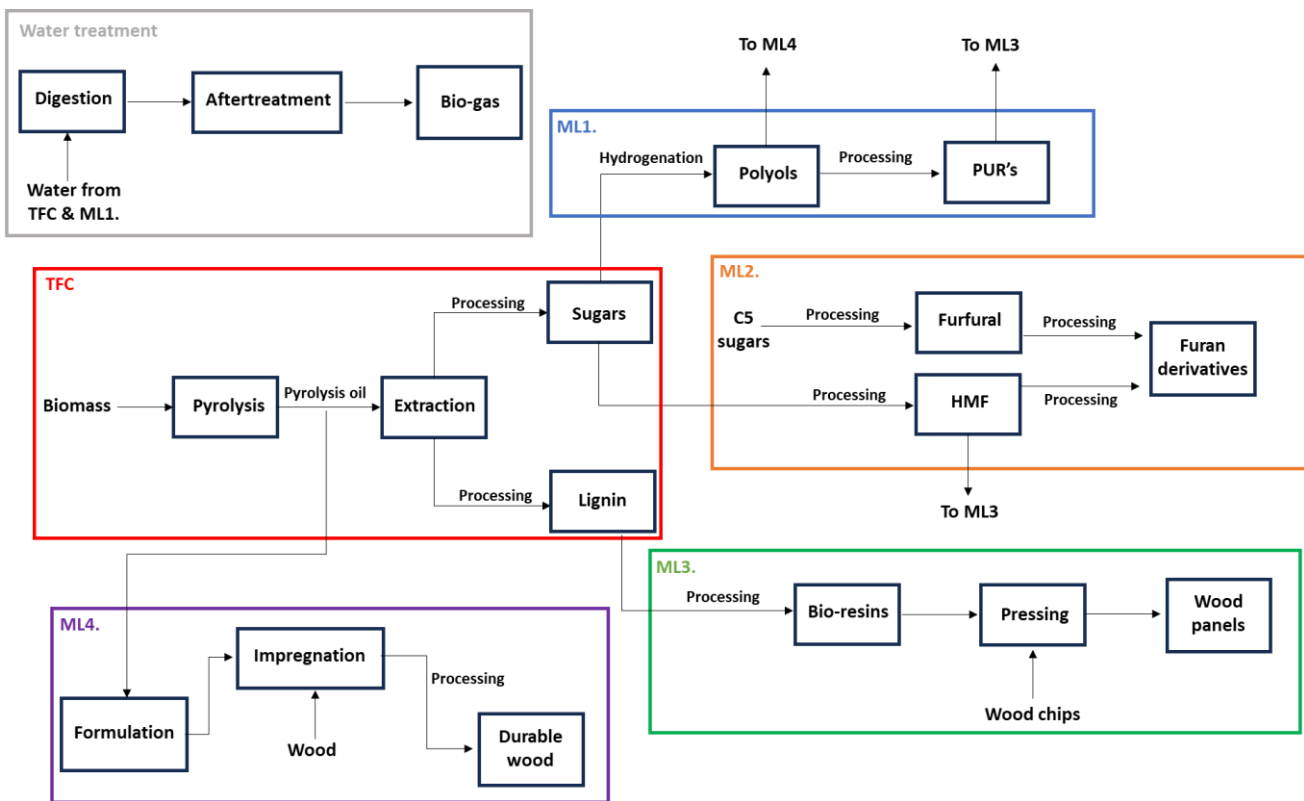 Water treatment
Digestion
Aftertreatment
Bio-gas
Water from
TFC & ML1.
To ML4
To ML3
ML1.
Hydrogenation
Polyols
Processing
PUR's
TFC
Biomass
Pyrolysis
Pyrolysis oil
Extraction
Processing
Sugars
Processing
Lignin
ML2.
C5
sugars
Processing
Furfural
Processing
Furan
derivatives
Processing
HMF
Processing
To ML3
ML3.
Processing
Bio-resins
Pressing
Wood
panels
Wood chips
ML4.
Formulation
Impregnation
Wood
Processing
Durable
wood